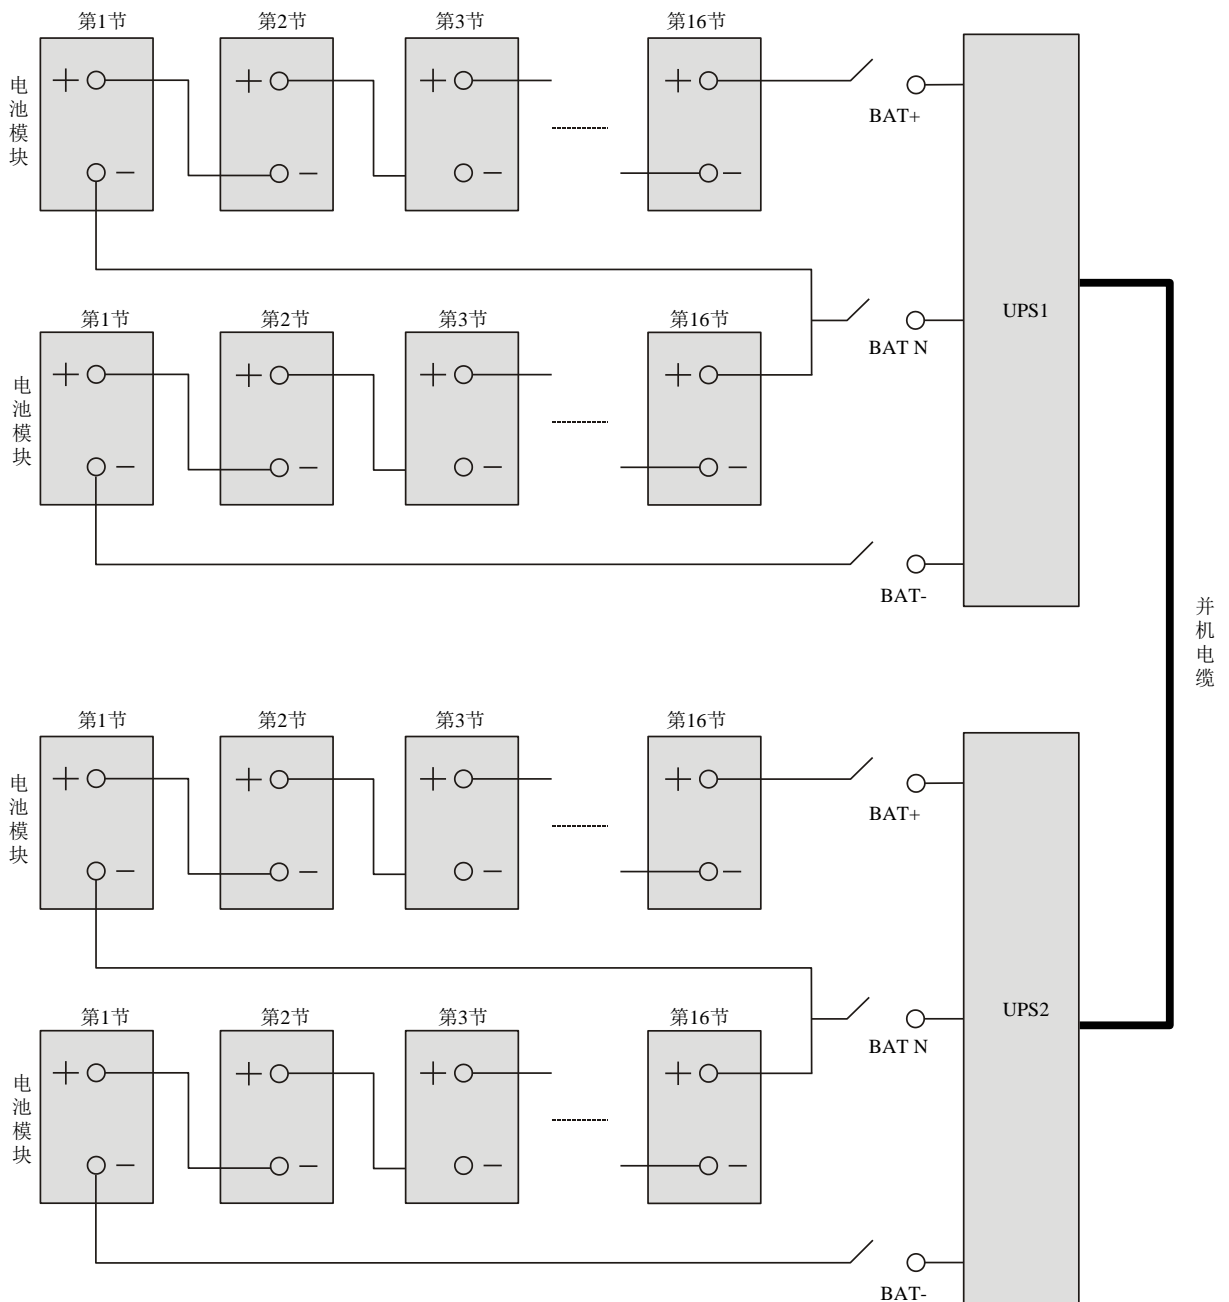 第1节 第2节 第3节 第16节
电池模块
+ + + +
BAT+
- - - -
UPS1
第1节 第2节 第3节 第16节
BAT N
电池模块
+ + + +
- - - -
BAT-
并机电缆
第1节 第2节 第3节 第16节
电池模块
+ + + +
BAT+
- - - -
UPS2
第1节 第2节 第3节 第16节
BAT N
电池模块
+ + + +
- - - -
BAT-